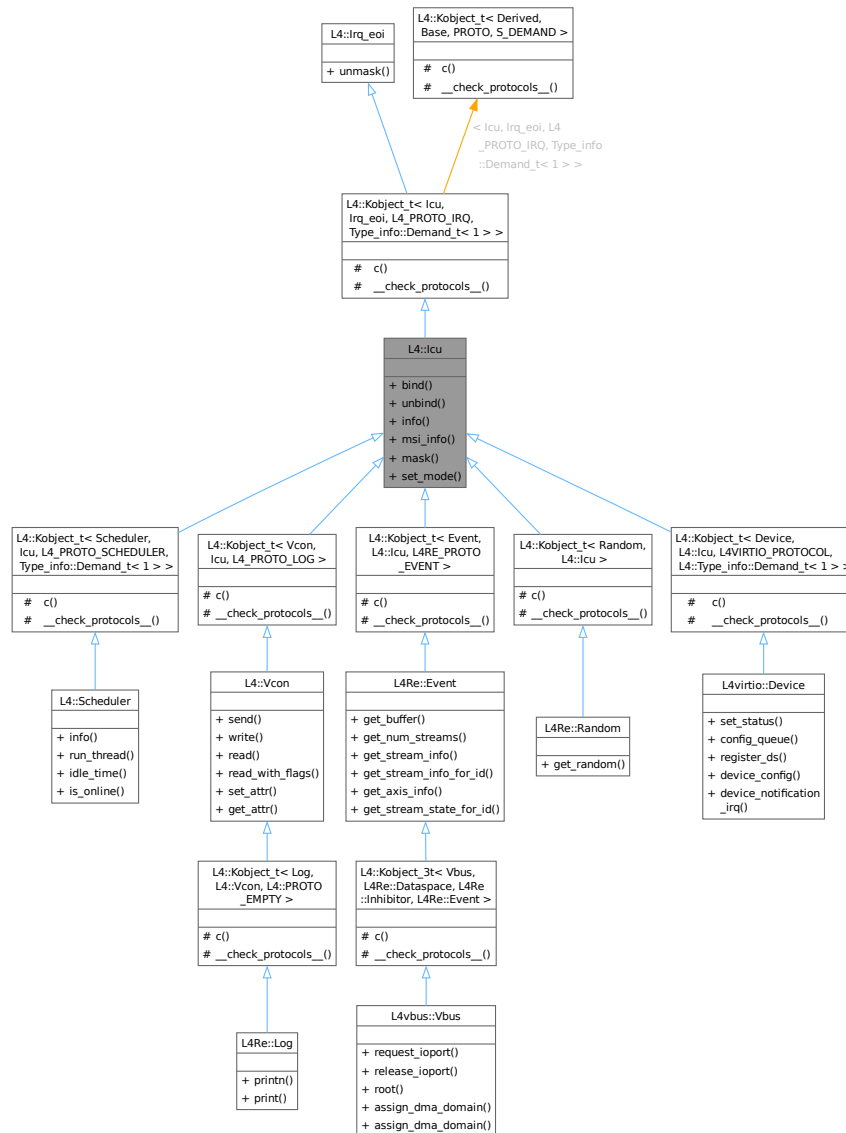 L4::Irq_eoi
+ unmask()
L4::Kobject_t< Derived,
Base, PROTO, S_DEMAND >
# c()
# __check_protocols__()
< Icu, Irq_eoi, L4
_PROTO_IRQ, Type_info
::Demand_t< 1 > >
L4::Kobject_t< Icu,
Irq_eoi, L4_PROTO_IRQ,
Type_info::Demand_t< 1 > >
# c()
# __check_protocols__()
L4::Icu
+ bind()
+ unbind()
+ info()
+ msi_info()
+ mask()
+ set_mode()
L4::Kobject_t< Scheduler,
Icu, L4_PROTO_SCHEDULER,
Type_info::Demand_t< 1 > >
# c()
# __check_protocols__()
L4::Kobject_t< Vcon,
Icu, L4_PROTO_LOG >
# c()
# __check_protocols__()
L4::Kobject_t< Event,
L4::Icu, L4RE_PROTO
_EVENT >
# c()
# __check_protocols__()
L4::Kobject_t< Random,
L4::Icu >
# c()
# __check_protocols__()
L4::Kobject_t< Device,
L4::Icu, L4VIRTIO_PROTOCOL,
L4::Type_info::Demand_t< 1 > >
# c()
# __check_protocols__()
L4::Scheduler
+ info()
+ run_thread()
+ idle_time()
+ is_online()
L4::Vcon
+ send()
+ write()
+ read()
+ read_with_flags()
+ set_attr()
+ get_attr()
L4Re::Event
+ get_buffer()
+ get_num_streams()
+ get_stream_info()
+ get_stream_info_for_id()
+ get_axis_info()
+ get_stream_state_for_id()
L4Re::Random
+ get_random()
L4virtio::Device
+ set_status()
+ config_queue()
+ register_ds()
+ device_config()
+ device_notification
_irq()
L4::Kobject_t< Log,
L4::Vcon, L4::PROTO
_EMPTY >
# c()
# __check_protocols__()
L4::Kobject_3t< Vbus,
L4Re::Dataspace, L4Re
::Inhibitor, L4Re::Event >
# c()
# __check_protocols__()
L4Re::Log
+ printn()
+ print()
L4vbus::Vbus
+ request_ioport()
+ release_ioport()
+ root()
+ assign_dma_domain()
+ assign_dma_domain()